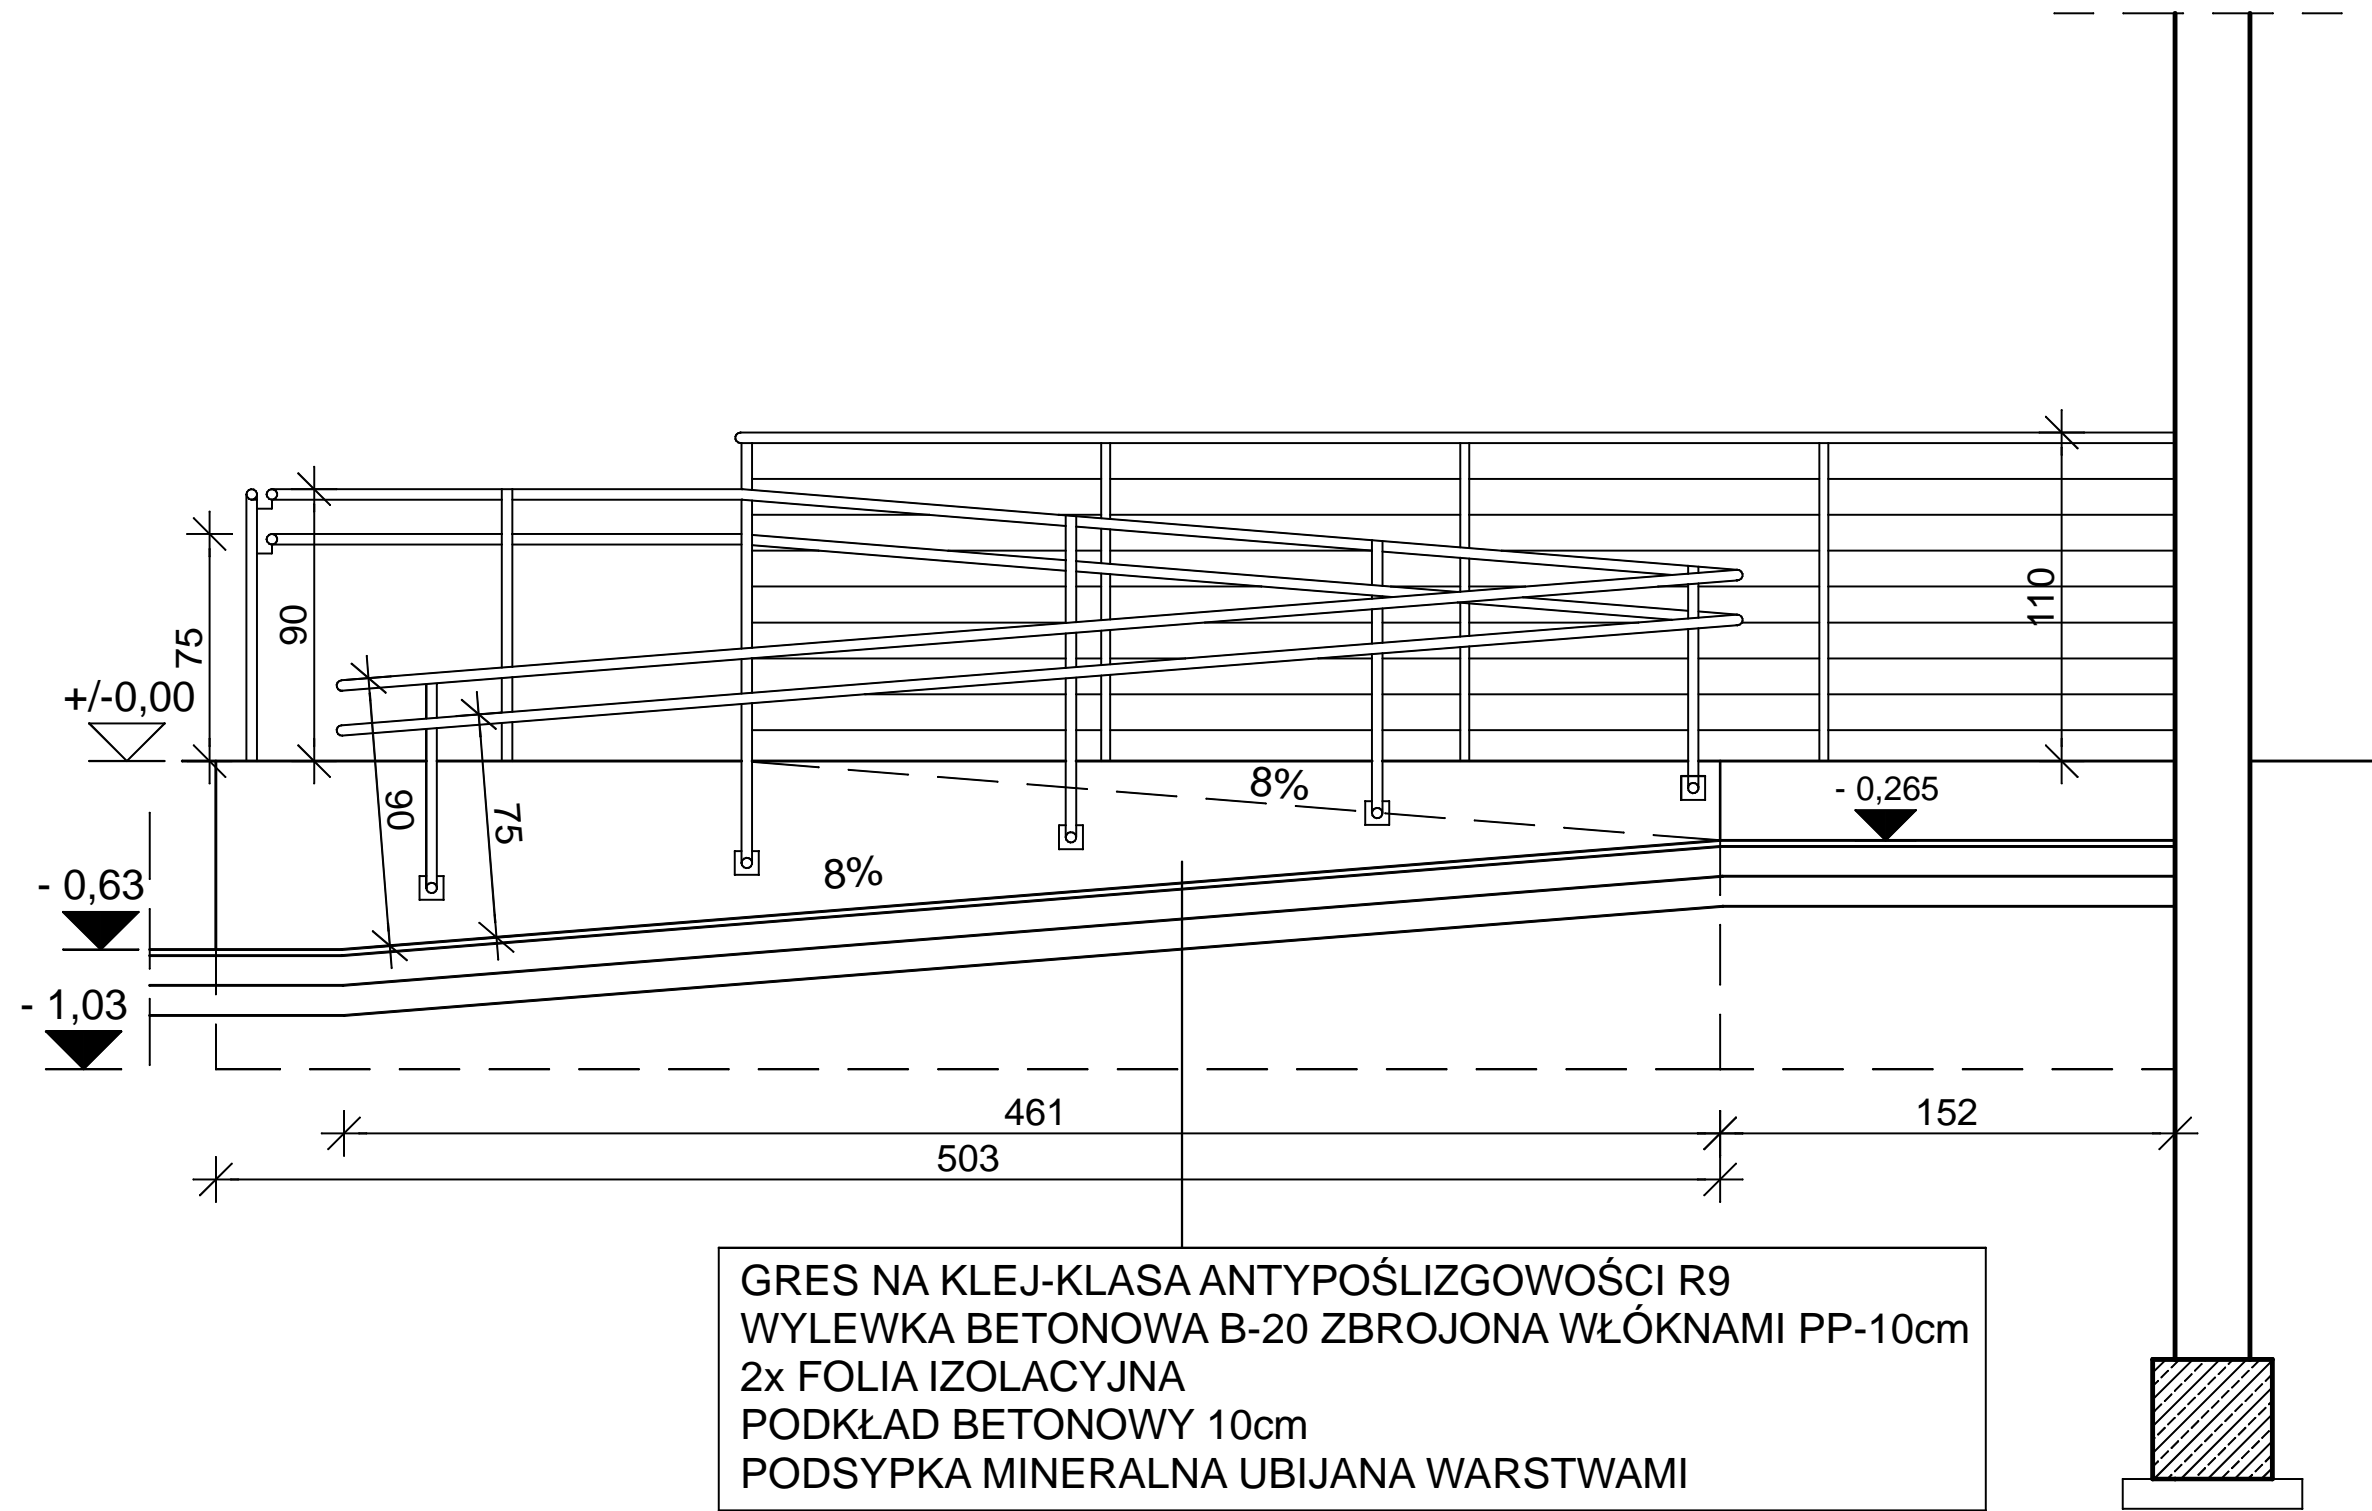 110
90
75
+/-0,00
8%
- 0,265
90
75
8%
- 0,63
- 1,03
461
152
503
GRES NA KLEJ-KLASA ANTYPOŚLIZGOWOŚCI R9
WYLEWKA BETONOWA B-20 ZBROJONA WŁÓKNAMI PP-10cm
2x FOLIA IZOLACYJNA
PODKŁAD BETONOWY 10cm
PODSYPKA MINERALNA UBIJANA WARSTWAMI